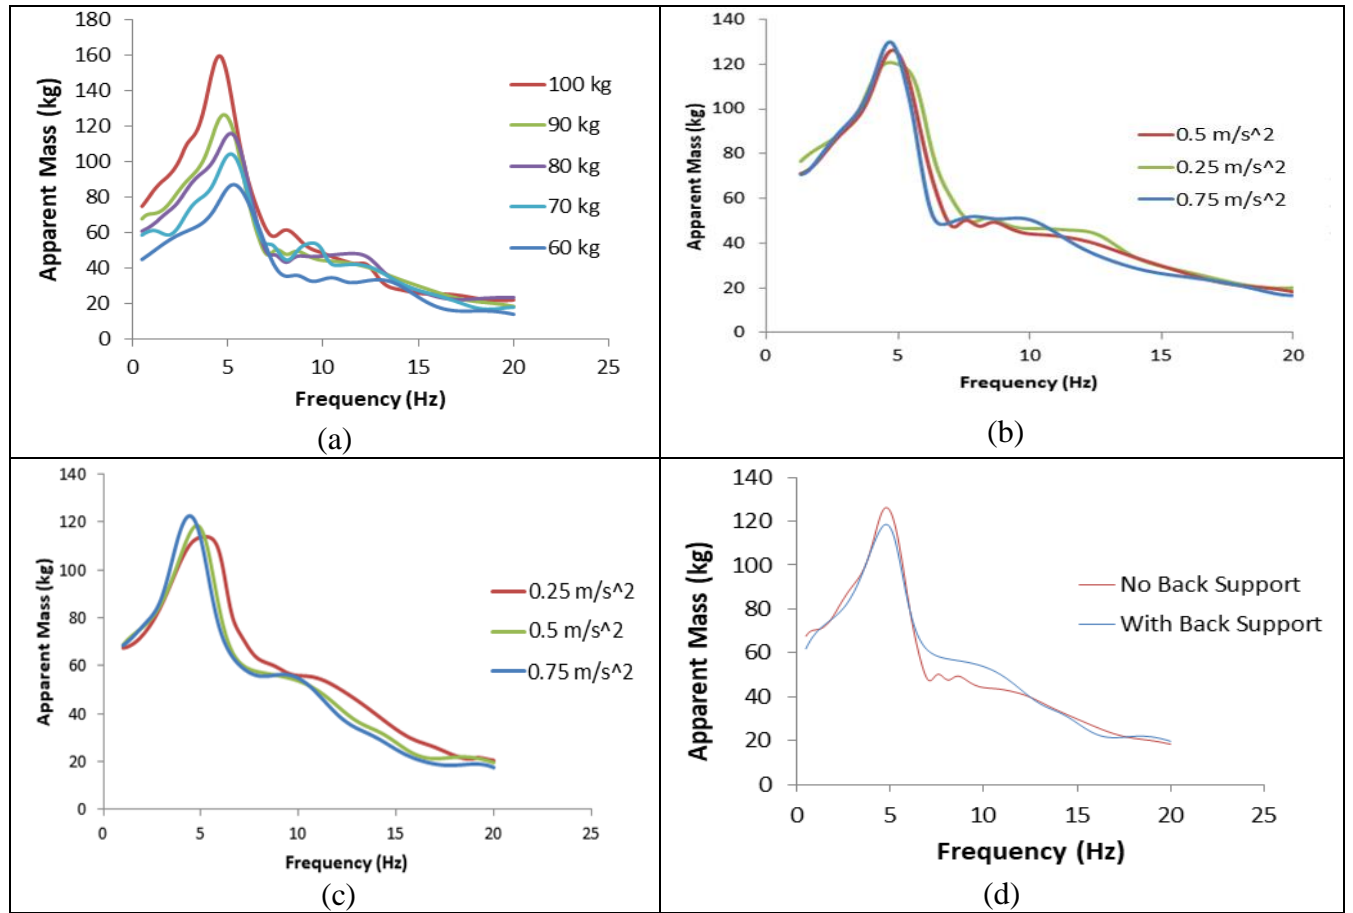 180
160
140
120
100
80
60
40
20
0
Apparent Mass (kg)
100 kg
90 kg
80 kg
70 kg
60 kg
0 5 10 15 20 25
Frequency (Hz)
(a)
140
120
100
80
60
40
20
0
Apparent Mass (kg)
0.5 m/s^2
0.25 m/s^2
0.75 m/s^2
0 5 10 15 20
Frequency (Hz)
(b)
140
120
100
80
60
40
20
0
Apparent Mass (kg)
0.25 m/s^2
0.5 m/s^2
0.75 m/s^2
0 5 10 15 20 25
Frequency (Hz)
(c)
140
120
100
80
60
40
20
0
Apparent Mass (kg)
No Back Support
With Back Support
0 5 10 15 20 25
Frequency (Hz)
(d)